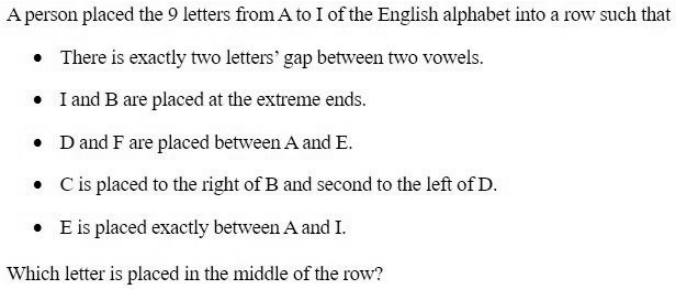 A person placed the 9 letters from A to I of the English alphabet into a row such that
• There is exactly two letters' gap between two vowels.
• I and B are placed at the extreme ends.
• D and F are placed between A and E.
• C is placed to the right of B and second to the left of D.
• E is placed exactly between A and I.
Which letter is placed in the middle of the row?